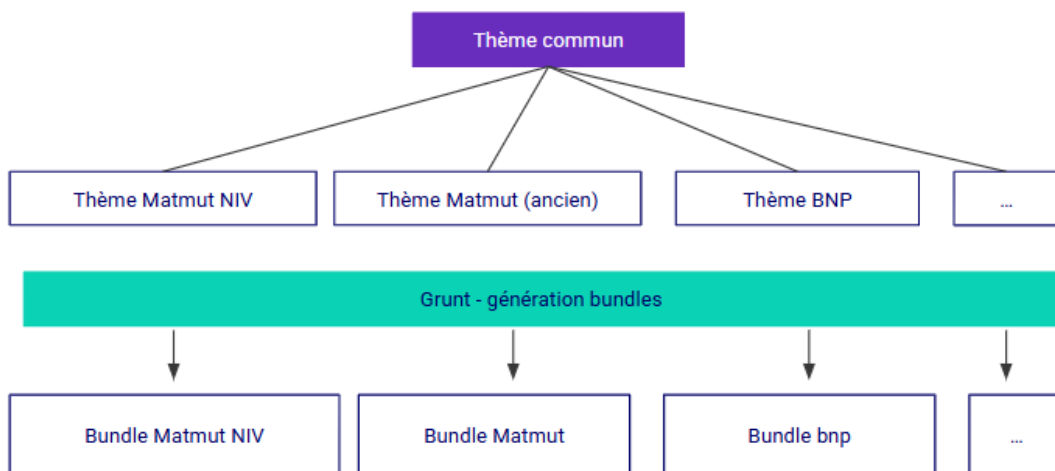 Thème commun
Thème Matmut NIV
Thème Matmut (ancien)
Thème BNP
...
Grunt - génération bundles
Bundle Matmut NIV
Bundle Matmut
Bundle bnp
...